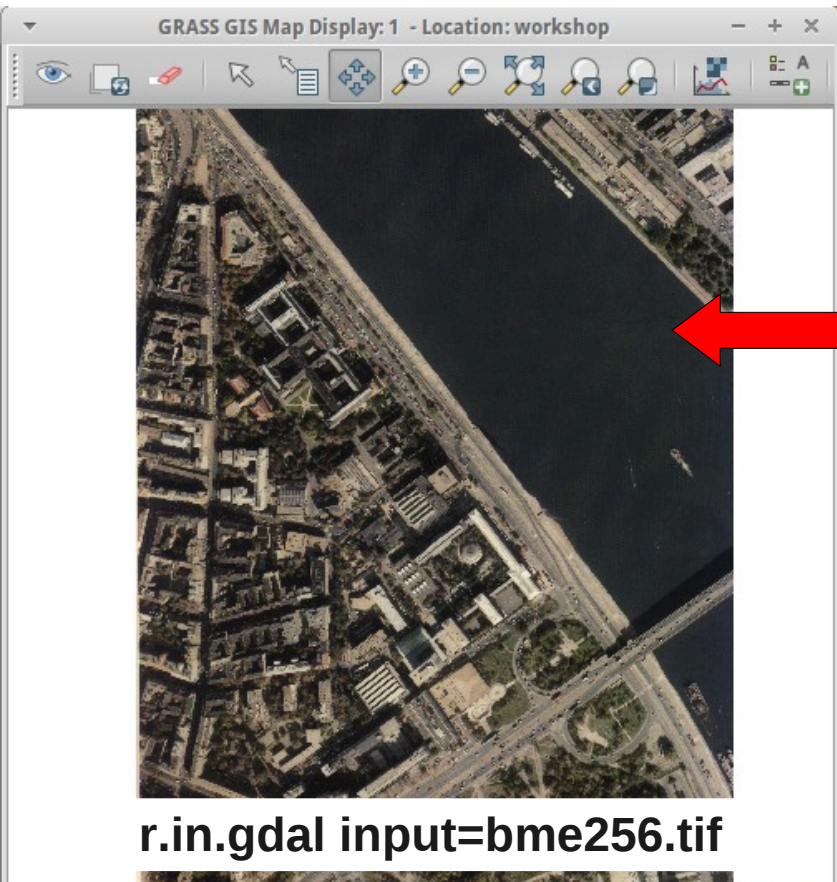 GRASS GIS Map Display: 1 - Location: workshop
A
r.in.gdal input=bme256.tif